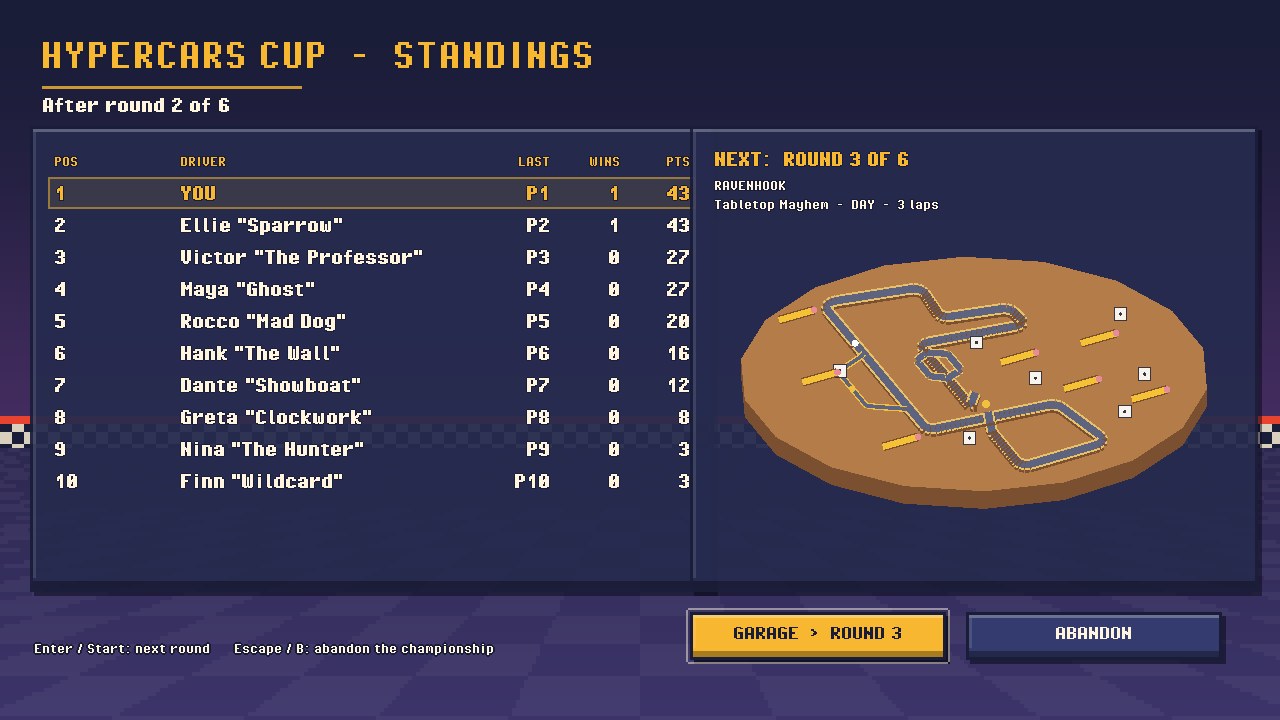 HYPERCARS CUP - STANDINGS
After round 2 of 6
POS DRIVER LAST WINS PTS
1 YOU P1 1 43
2 Ellie "Sparrow" P2 1 43
3 Victor "The Professor" P3 0 27
4 Maya "Ghost" P4 0 27
5 Rocco "Mad Dog" P5 0 20
6 Hank "The Wall" P6 0 16
7 Dante "Showboat" P7 0 12
8 Greta "Clockwork" P8 0 8
9 Nina "The Hunter" P9 0 3
10 Finn "Wildcard" P10 0 3
NEXT: ROUND 3 OF 6
RAVENHOOK
Tabletop Mayhem - DAY - 3 laps
GARAGE > ROUND 3
ABANDON
Enter / Start: next round Escape / B: abandon the championship